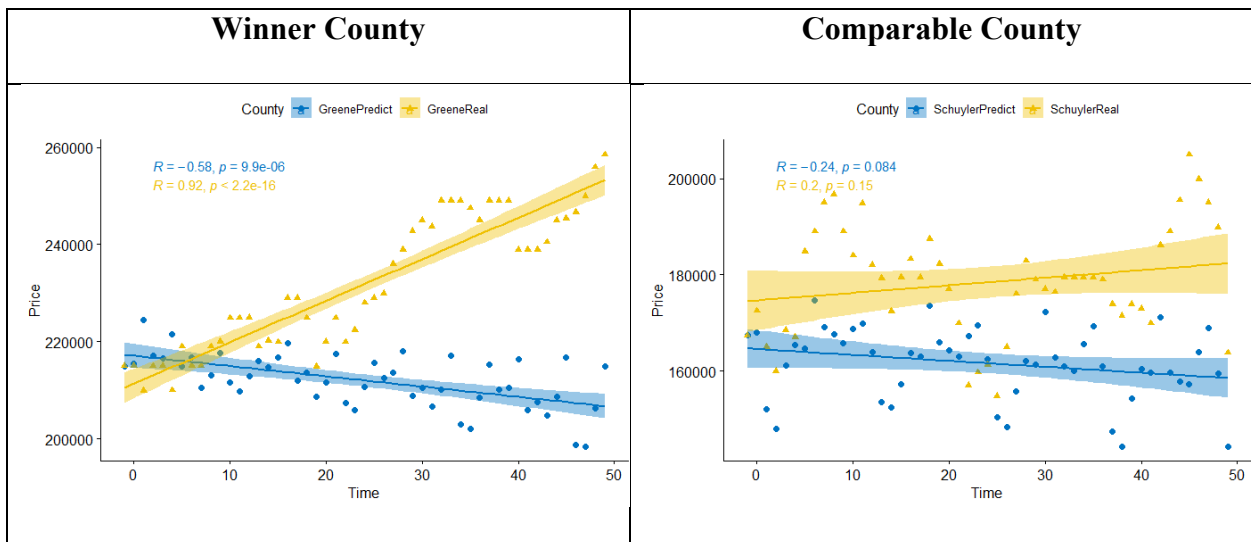 Winner County
Comparable County
County GreenePredict GreeneReal
R = −0.58, p = 9.9e-06
R = 0.92, p < 2.2e-16
260000
240000
220000
200000
Price
0 10 20 30 40 50
Time
County SchuylerPredict SchuylerReal
R = −0.24, p = 0.084
R = 0.2, p = 0.15
200000
180000
160000
Price
0 10 20 30 40 50
Time